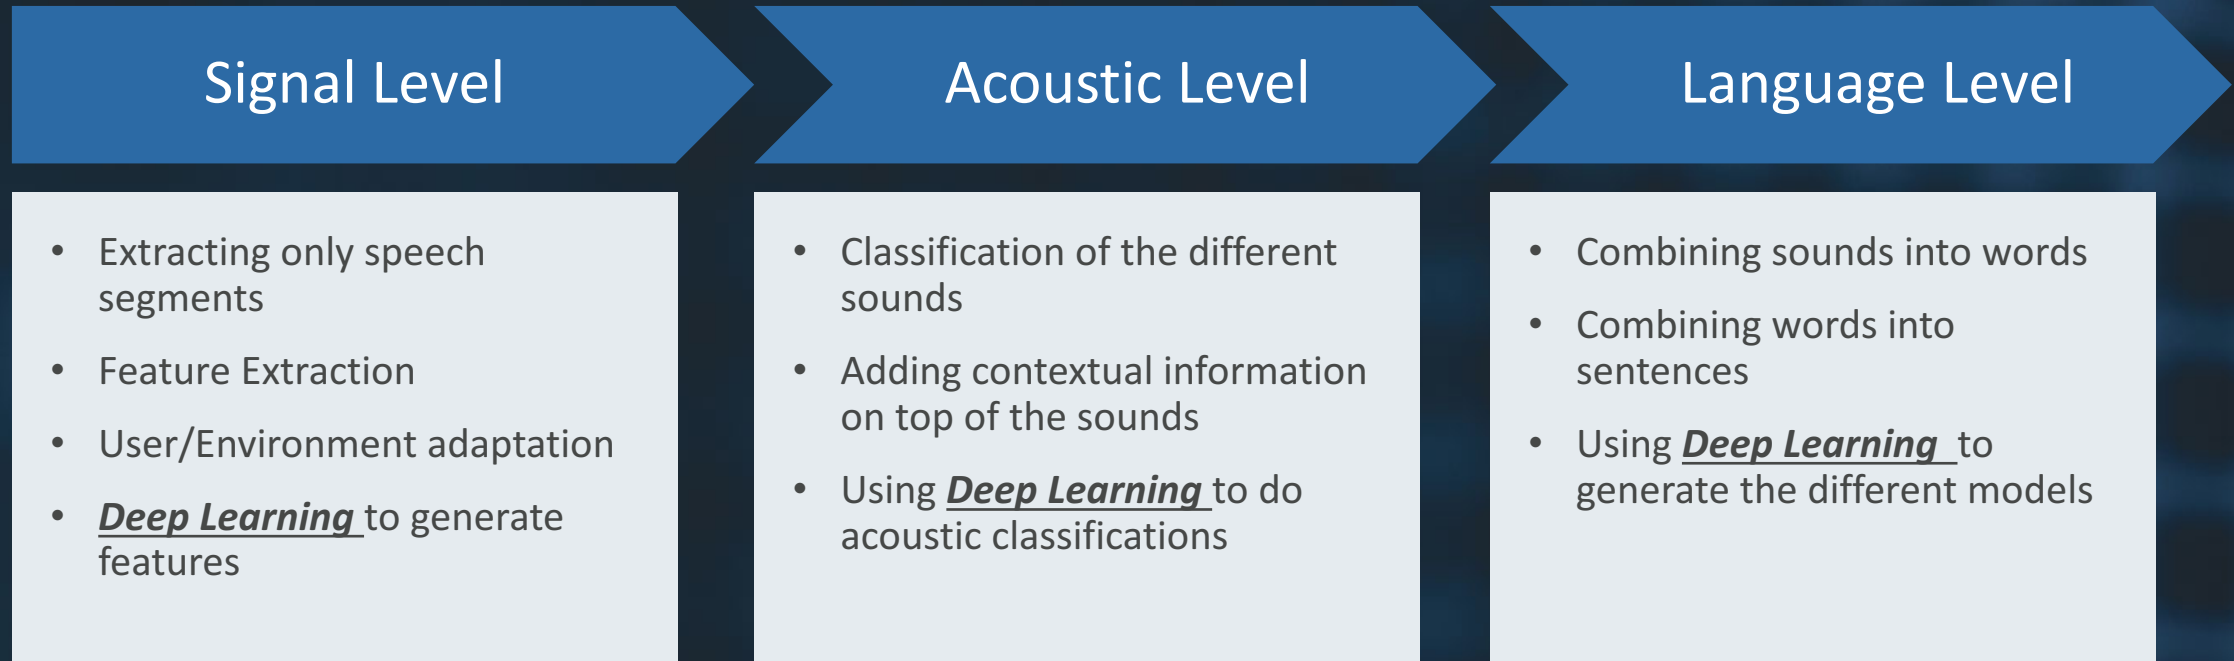 Signal Level
• Extracting only speech
segments
• Feature Extraction
• User/Environment adaptation
• Deep Learning to generate
features
Acoustic Level
• Classification of the different
sounds
• Adding contextual information
on top of the sounds
• Using Deep Learning to do
acoustic classifications
Language Level
• Combining sounds into words
• Combining words into
sentences
• Using Deep Learning to
generate the different models